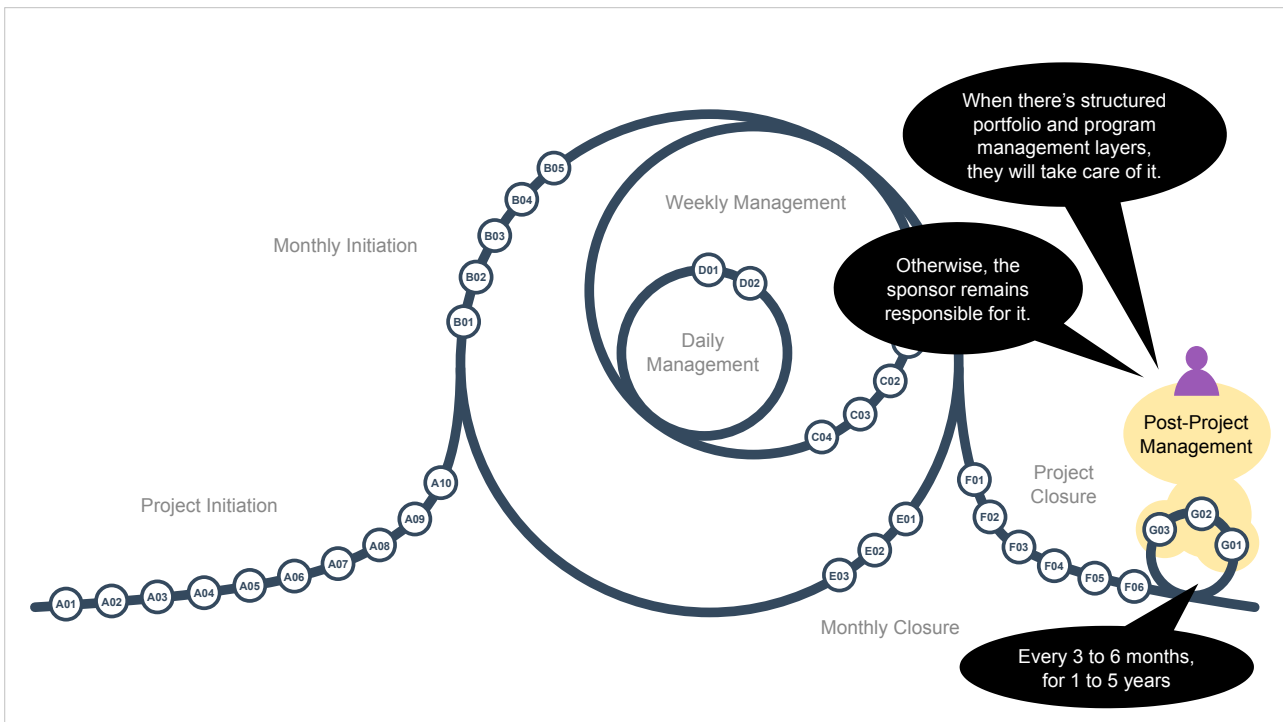 When there’s structured
portfolio and program
management layers,
they will take care of it.
Otherwise, the
sponsor remains
responsible for it.
Monthly Initiation
Weekly Management
Daily
Management
Project Initiation
Monthly Closure
Project
Closure
Post-Project
Management
Every 3 to 6 months,
for 1 to 5 years
A01
A02
A03
A04
A05
A06
A07
A08
A09
A10
B01
B02
B03
B04
B05
D01
D02
C02
C03
C04
E01
E02
E03
F01
F02
F03
F04
F05
F06
G03
G02
G01